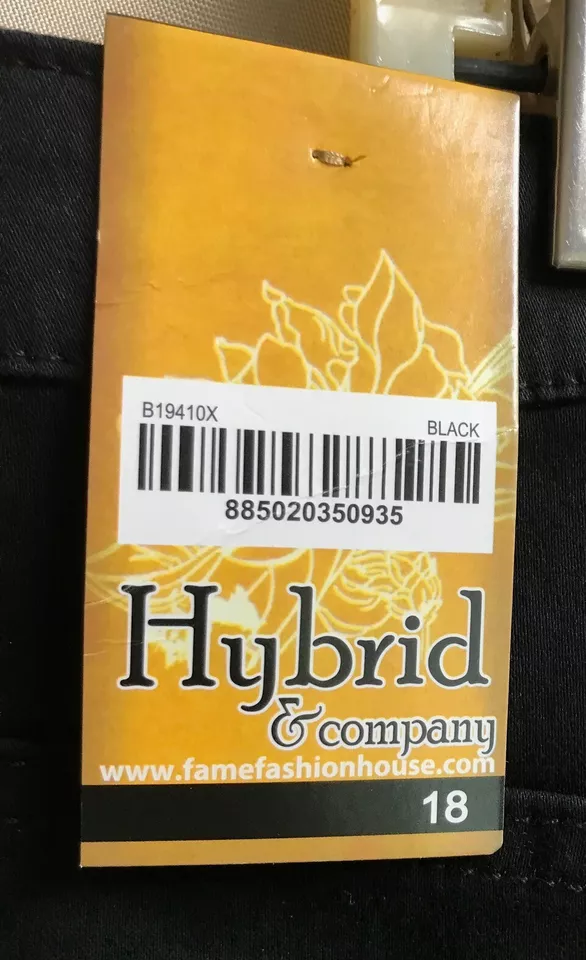 B19410X
BLACK
885020350935
Hybrid
& company
www.famefashionhouse.com
18